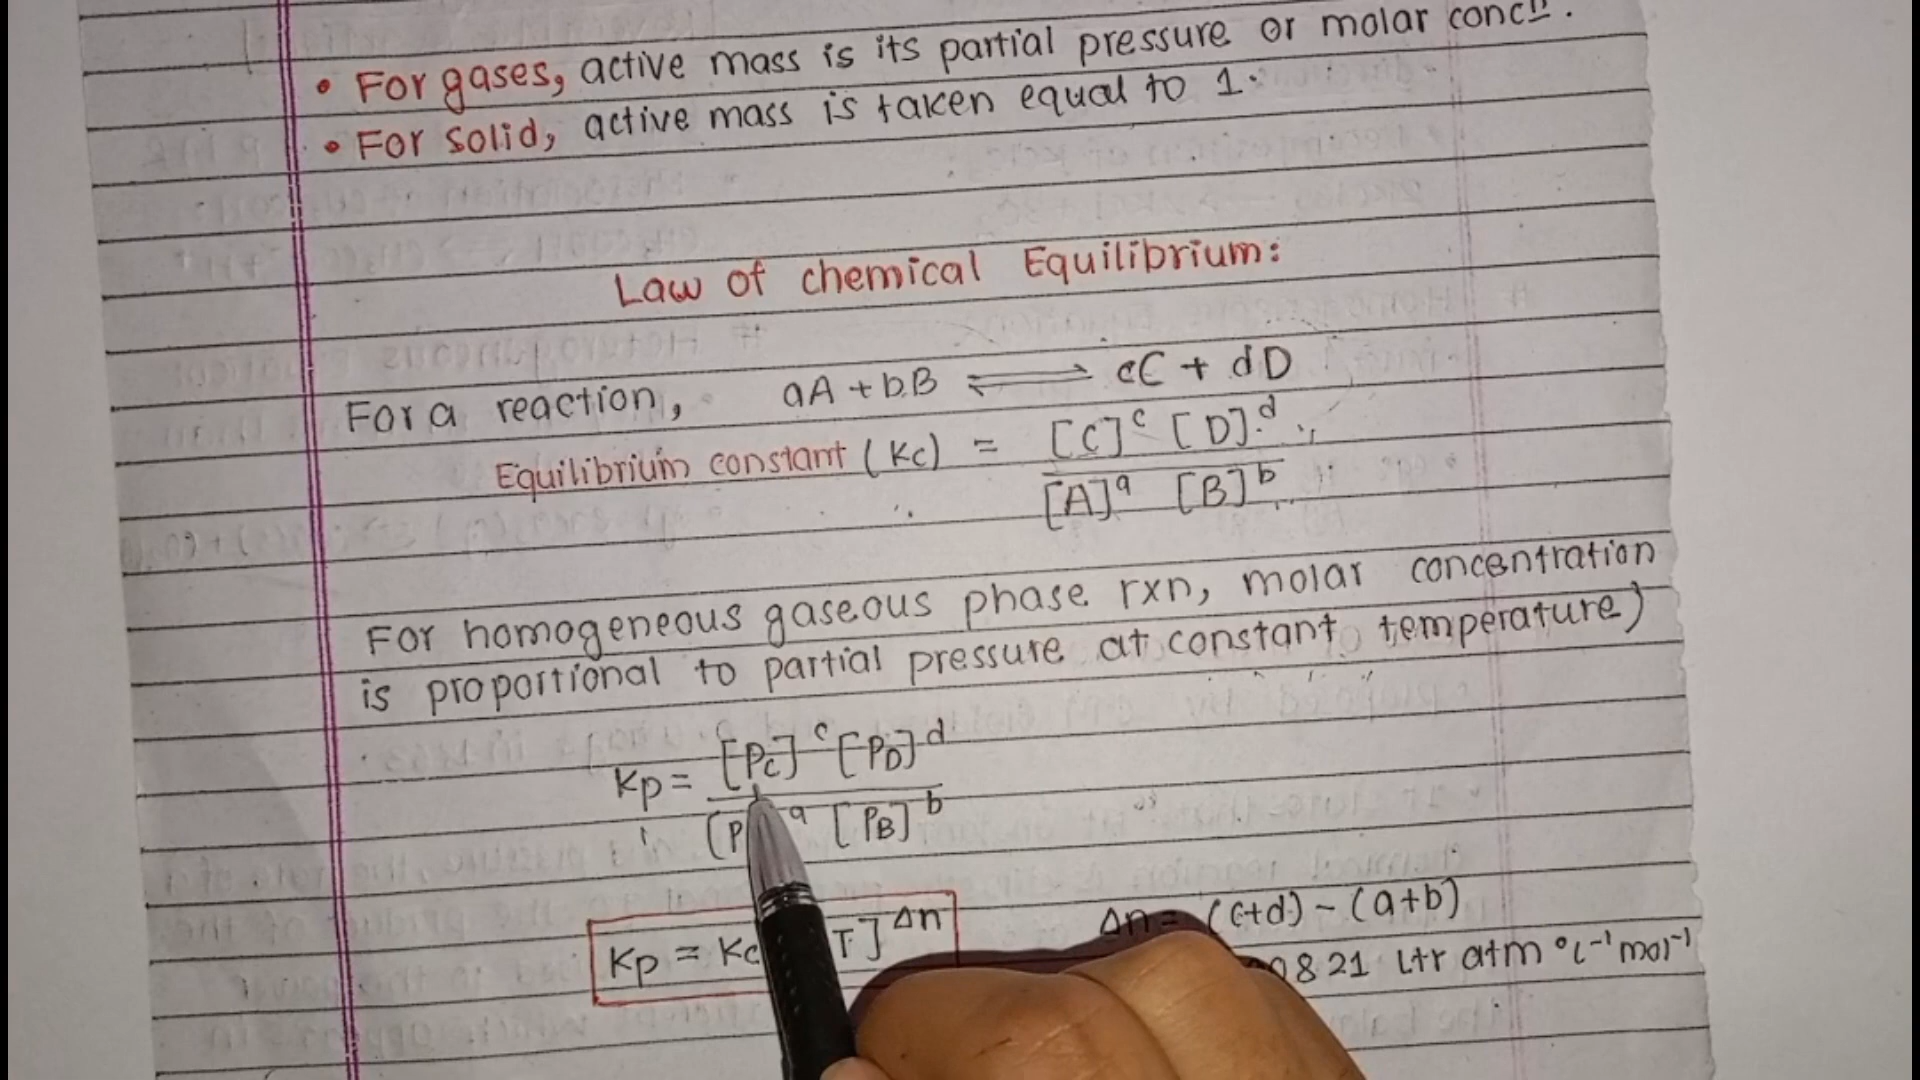 • For gases, active mass is its partial pressure or molar concn.
• For solid, active mass is taken equal to 1.
Law of chemical Equilibrium:
For a reaction, aA + bB ⇌ cC + dD
Equilibrium constant (Kc) = [C]^c [D]^d
[A]^a [B]^b
For homogeneous gaseous phase rxn, molar concentration
is proportional to partial pressure at constant temperature)
Kp = [Pc]^c [PD]^d
[P ^a [PB]^b
Kp = Kc T]^Δn Δn = (c+d) - (a+b)
0821 Ltr atm °C⁻¹ mol⁻¹